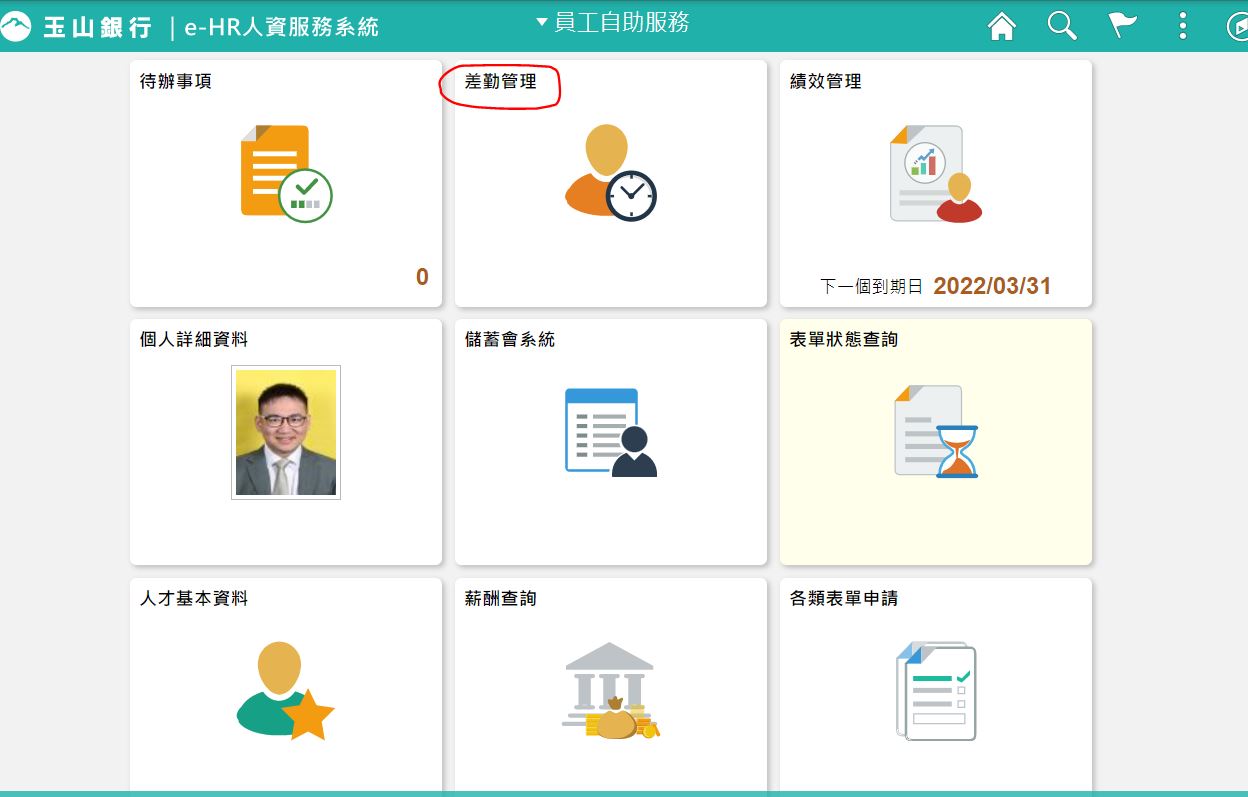 玉山銀行 | e-HR人資服務系統
▼員工自助服務
待辦事項
0
差勤管理
績效管理
下一個到期日 2022/03/31
個人詳細資料
儲蓄會系統
表單狀態查詢
人才基本資料
薪酬查詢
各類表單申請